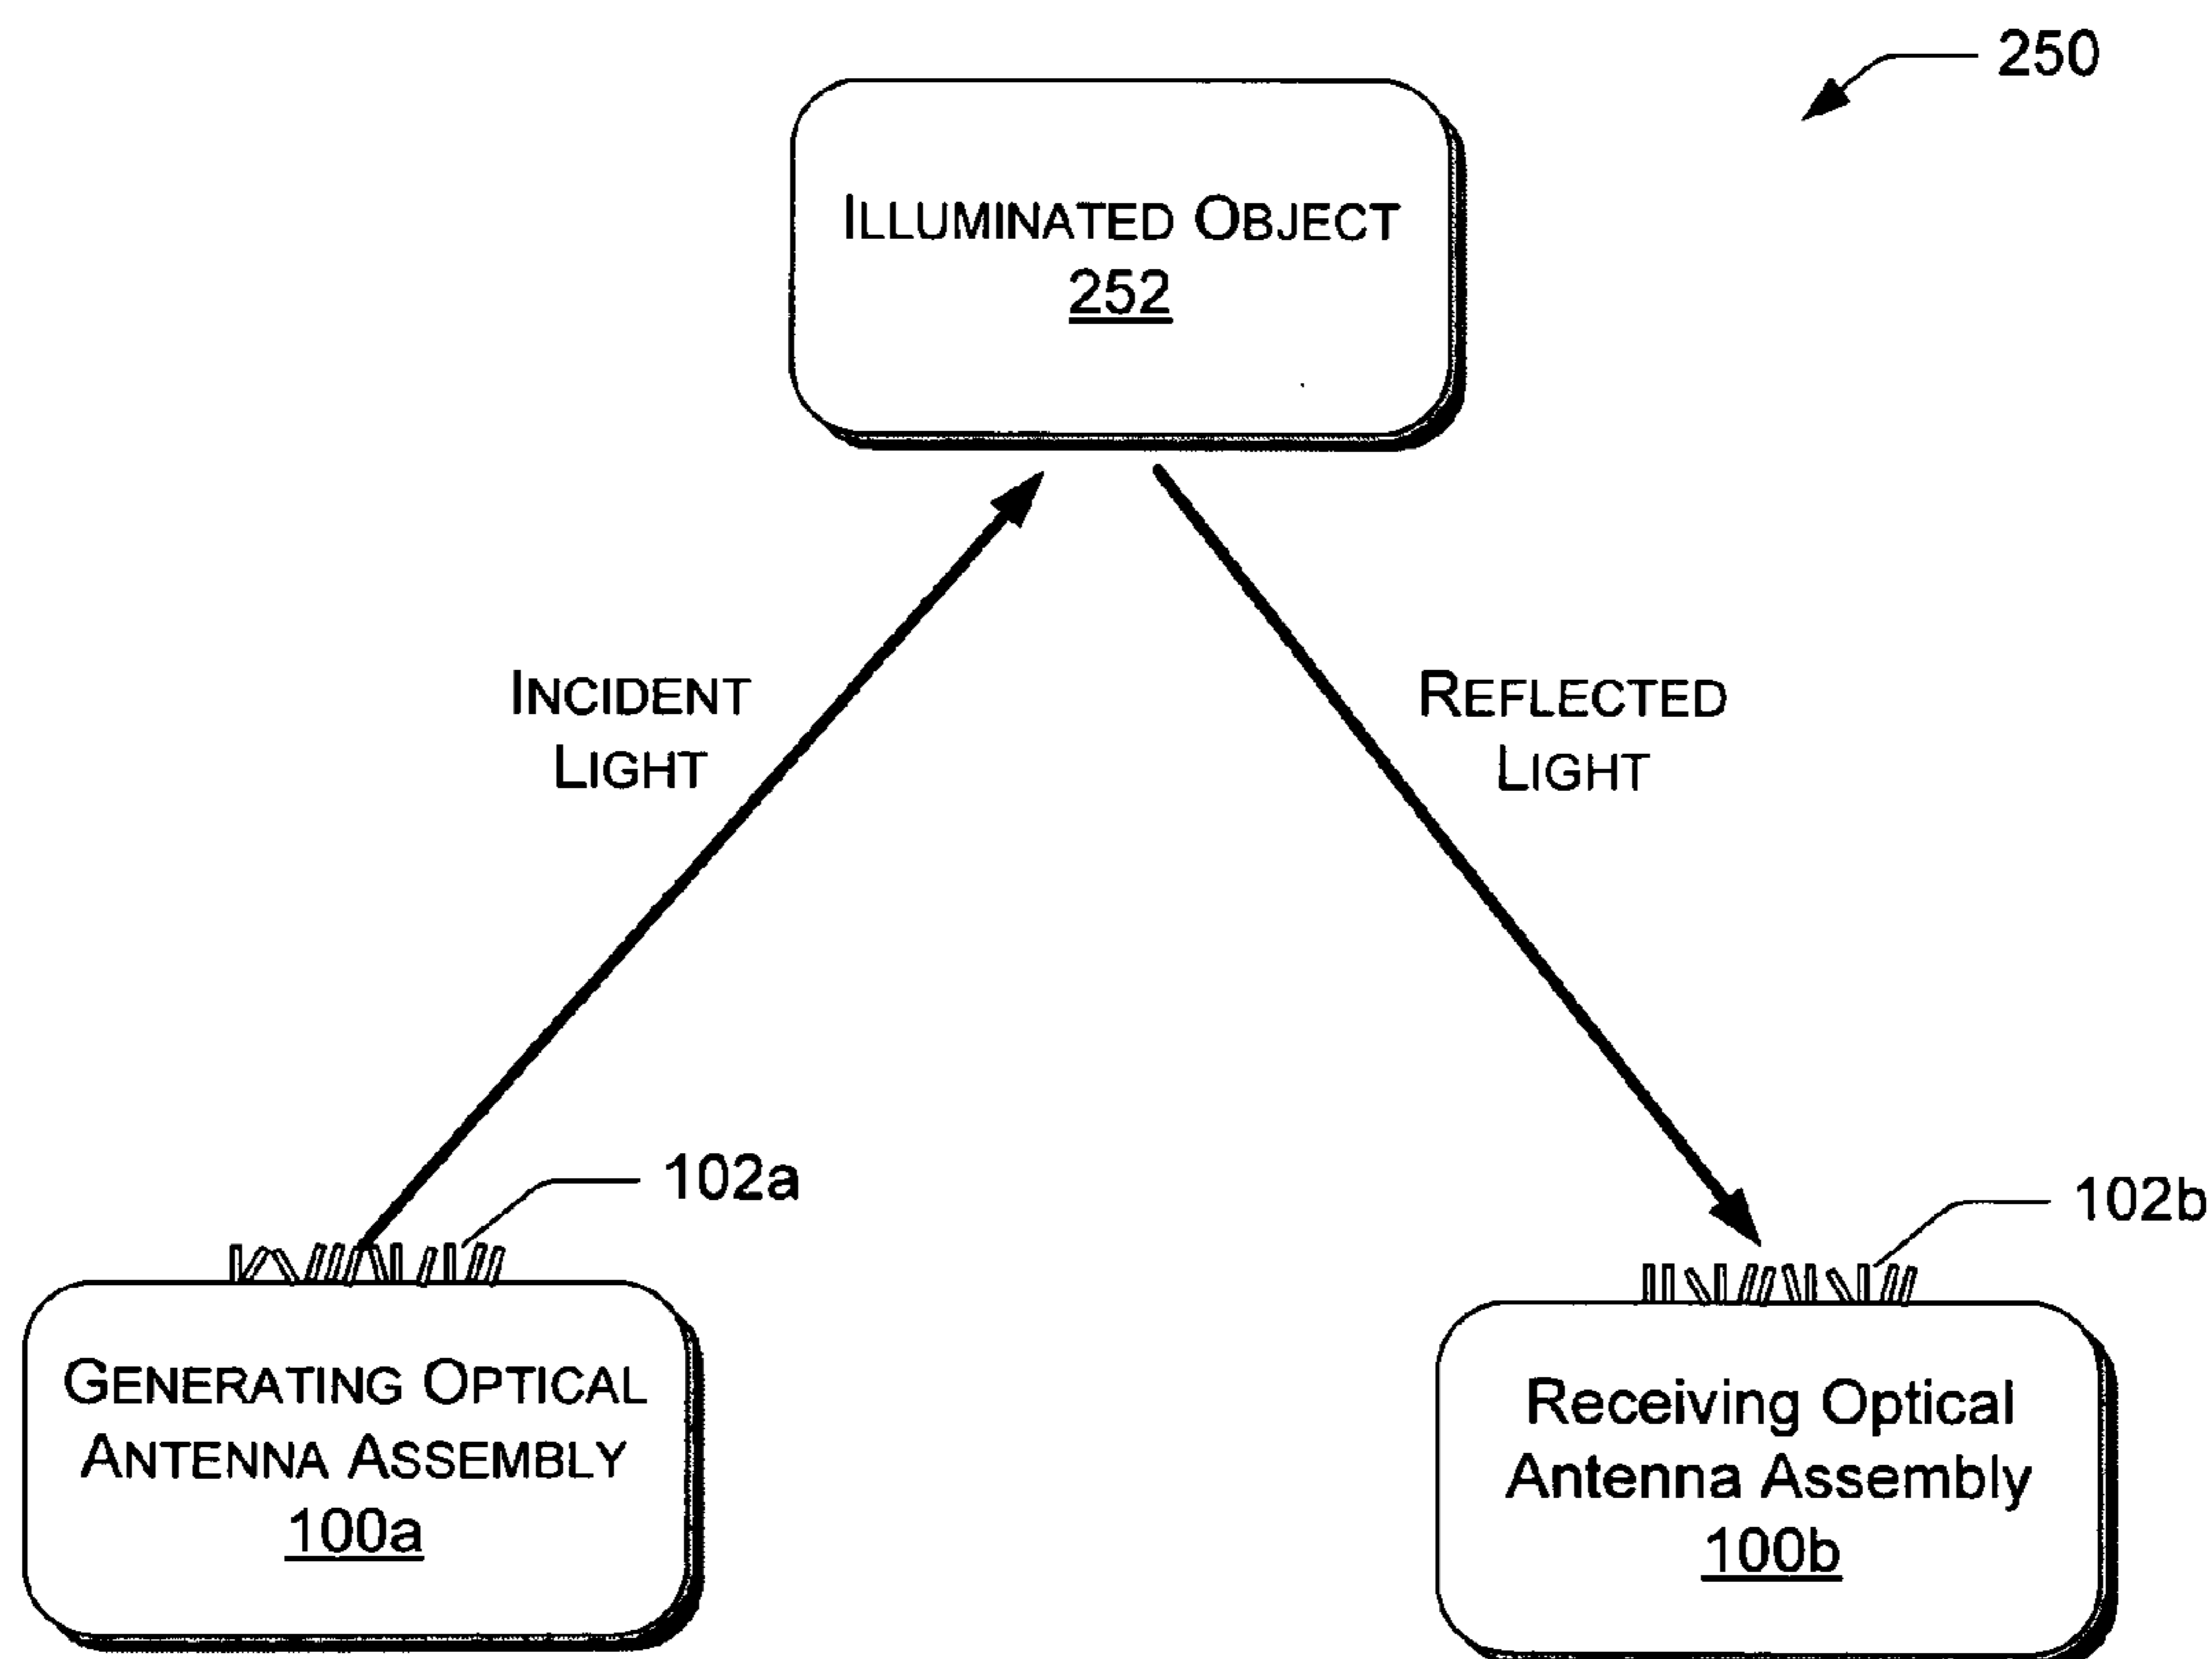 250
ILLUMINATED OBJECT
252
INCIDENT
LIGHT
REFLECTED
LIGHT
102a
102b
GENERATING OPTICAL
ANTENNA ASSEMBLY
100a
Receiving Optical
Antenna Assembly
100b